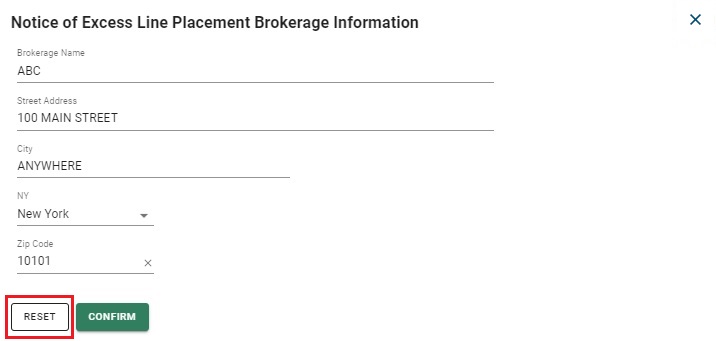 Notice of Excess Line Placement Brokerage Information
Brokerage Name
ABC
Street Address
100 MAIN STREET
City
ANYWHERE
NY
New York
Zip Code
10101
RESET CONFIRM